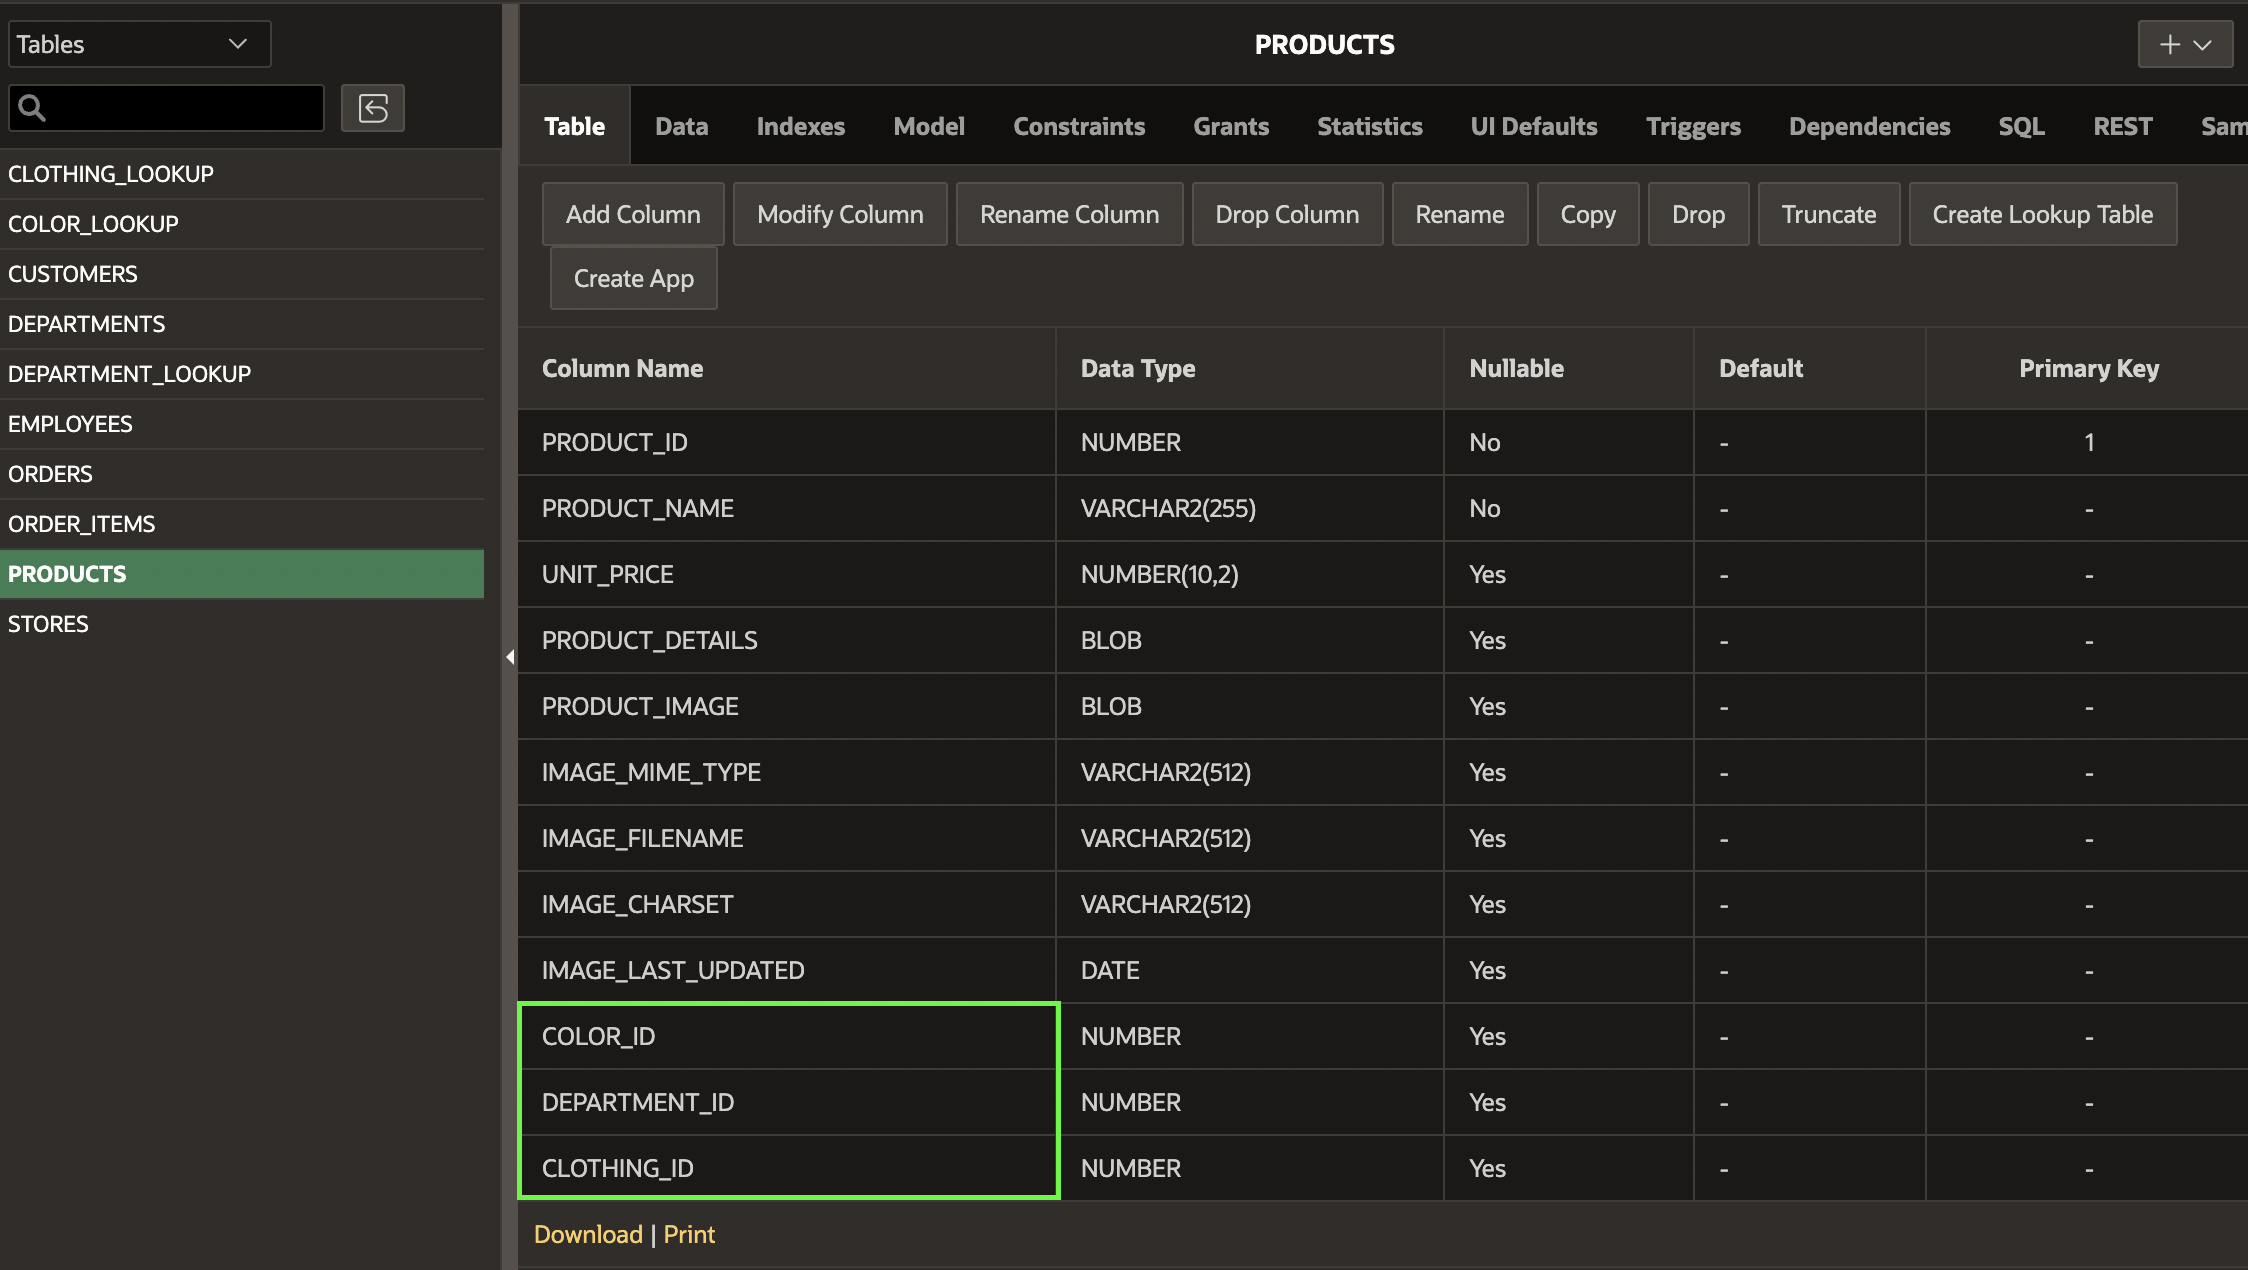 Tables
CLOTHING_LOOKUP
COLOR_LOOKUP
CUSTOMERS
DEPARTMENTS
DEPARTMENT_LOOKUP
EMPLOYEES
ORDERS
ORDER_ITEMS
PRODUCTS
STORES
PRODUCTS
Table Data Indexes Model Constraints Grants Statistics UI Defaults Triggers Dependencies SQL REST Sam
Add Column Modify Column Rename Column Drop Column Rename Copy Drop Truncate Create Lookup Table
Create App
Column Name Data Type Nullable Default Primary Key
PRODUCT_ID NUMBER No - 1
PRODUCT_NAME VARCHAR2(255) No - -
UNIT_PRICE NUMBER(10,2) Yes - -
PRODUCT_DETAILS BLOB Yes - -
PRODUCT_IMAGE BLOB Yes - -
IMAGE_MIME_TYPE VARCHAR2(512) Yes - -
IMAGE_FILENAME VARCHAR2(512) Yes - -
IMAGE_CHARSET VARCHAR2(512) Yes - -
IMAGE_LAST_UPDATED DATE Yes - -
COLOR_ID NUMBER Yes - -
DEPARTMENT_ID NUMBER Yes - -
CLOTHING_ID NUMBER Yes - -
Download | Print